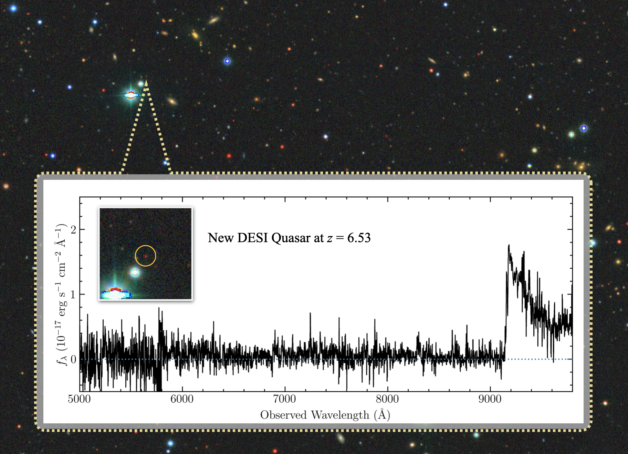 New DESI Quasar at z = 6.53
fλ (10⁻¹⁷ erg s⁻¹ cm⁻² Å⁻¹)
2
1
0
5000 6000 7000 8000 9000
Observed Wavelength (Å)